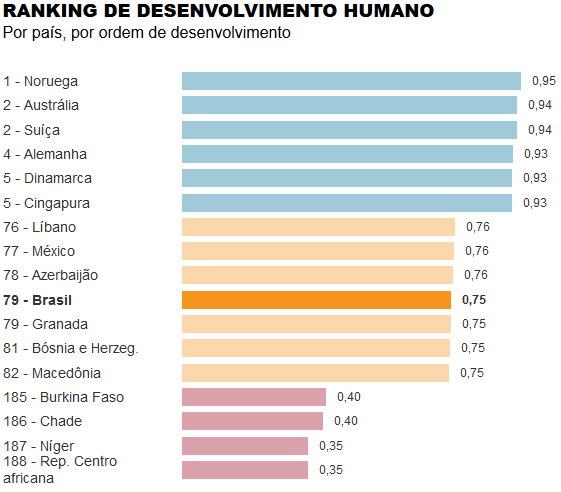 RANKING DE DESENVOLVIMENTO HUMANO
Por país, por ordem de desenvolvimento
1 - Noruega 0,95
2 - Austrália 0,94
2 - Suíça 0,94
4 - Alemanha 0,93
5 - Dinamarca 0,93
5 - Cingapura 0,93
76 - Líbano 0,76
77 - México 0,76
78 - Azerbaijão 0,76
79 - Brasil 0,75
79 - Granada 0,75
81 - Bósnia e Herzeg. 0,75
82 - Macedônia 0,75
185 - Burkina Faso 0,40
186 - Chade 0,40
187 - Níger 0,35
188 - Rep. Centro
africana 0,35